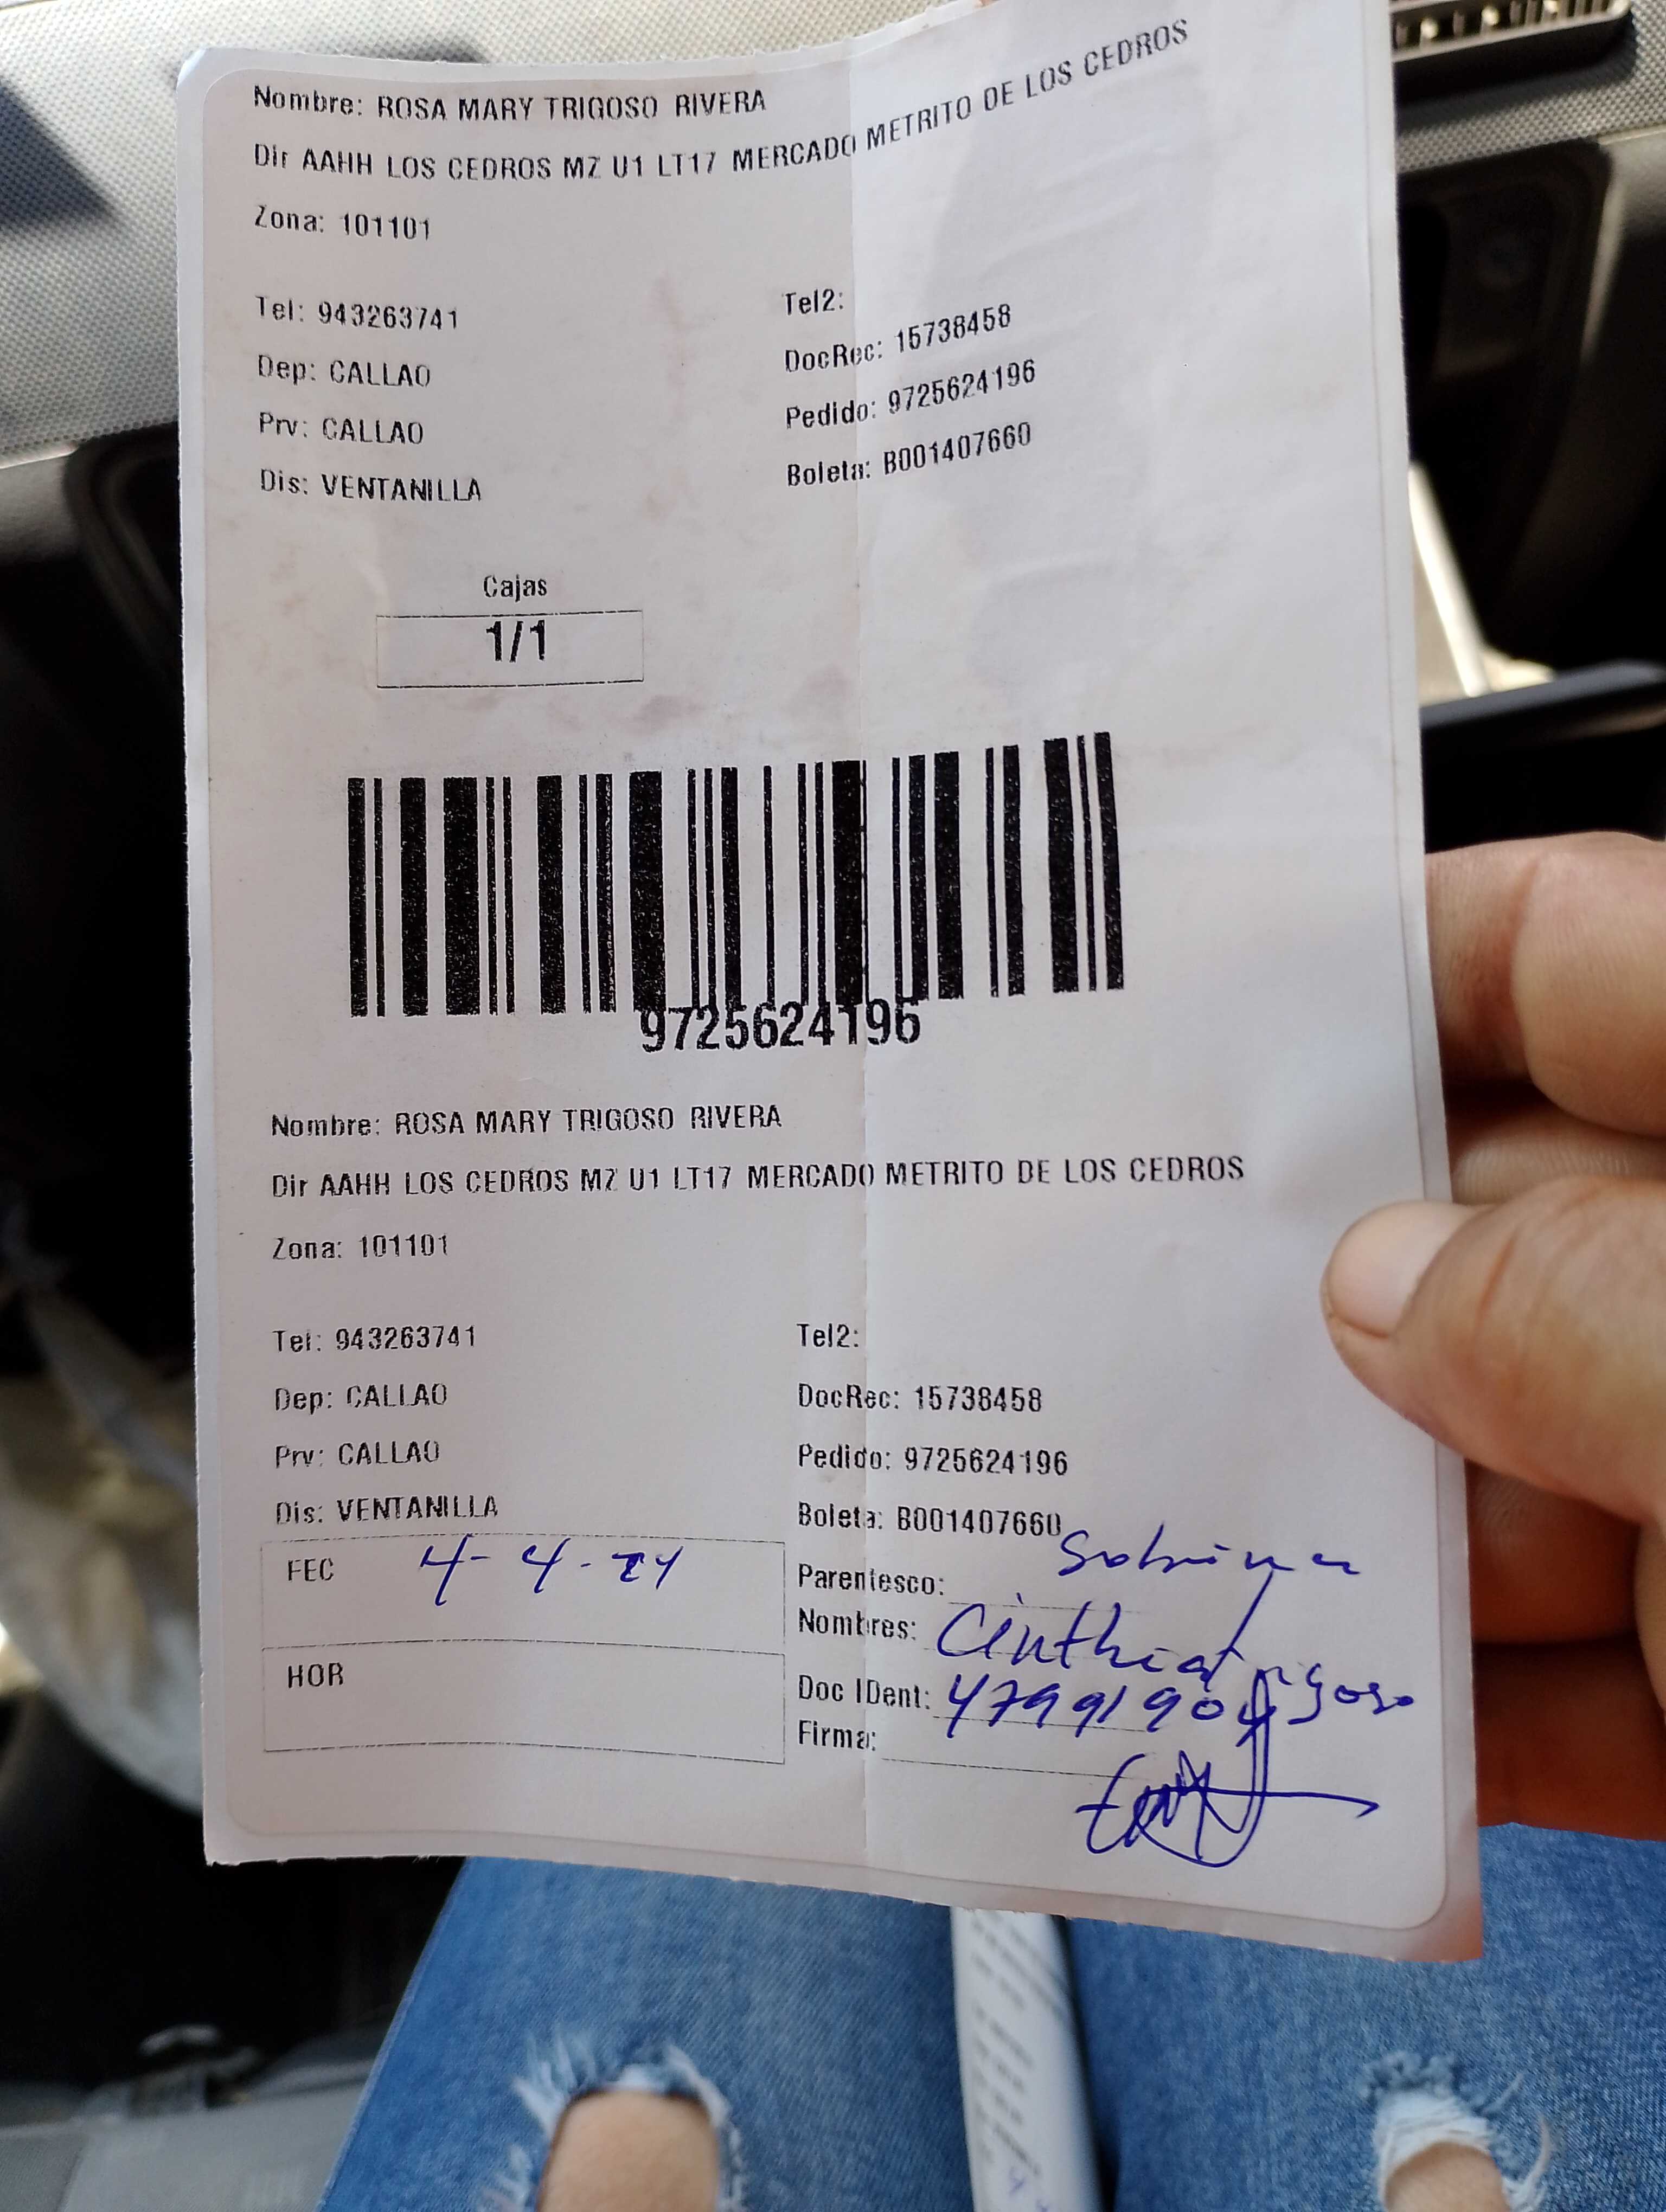 Nombre: ROSA MARY TRIGOSO RIVERA
Dir AAHH LOS CEDROS MZ U1 LT17 MERCADO METRITO DE LOS CEDROS
Zona: 101101
Tel: 943263741 Tel2:
Dep: CALLAO DocRec: 15738458
Prv: CALLAO Pedido: 9725624196
Dis: VENTANILLA Boleta: B001407660
Cajas
1/1
9725624196
Nombre: ROSA MARY TRIGOSO RIVERA
Dir AAHH LOS CEDROS MZ U1 LT17 MERCADO METRITO DE LOS CEDROS
Zona: 101101
Tel: 943263741 Tel2:
Dep: CALLAO DocRec: 15738458
Prv: CALLAO Pedido: 9725624196
Dis: VENTANILLA Boleta: B001407660
FEC 4-4-24 Parentesco: Sobrina
Nombres: Cinthia Trigoso
HOR Doc IDent:
Firma: